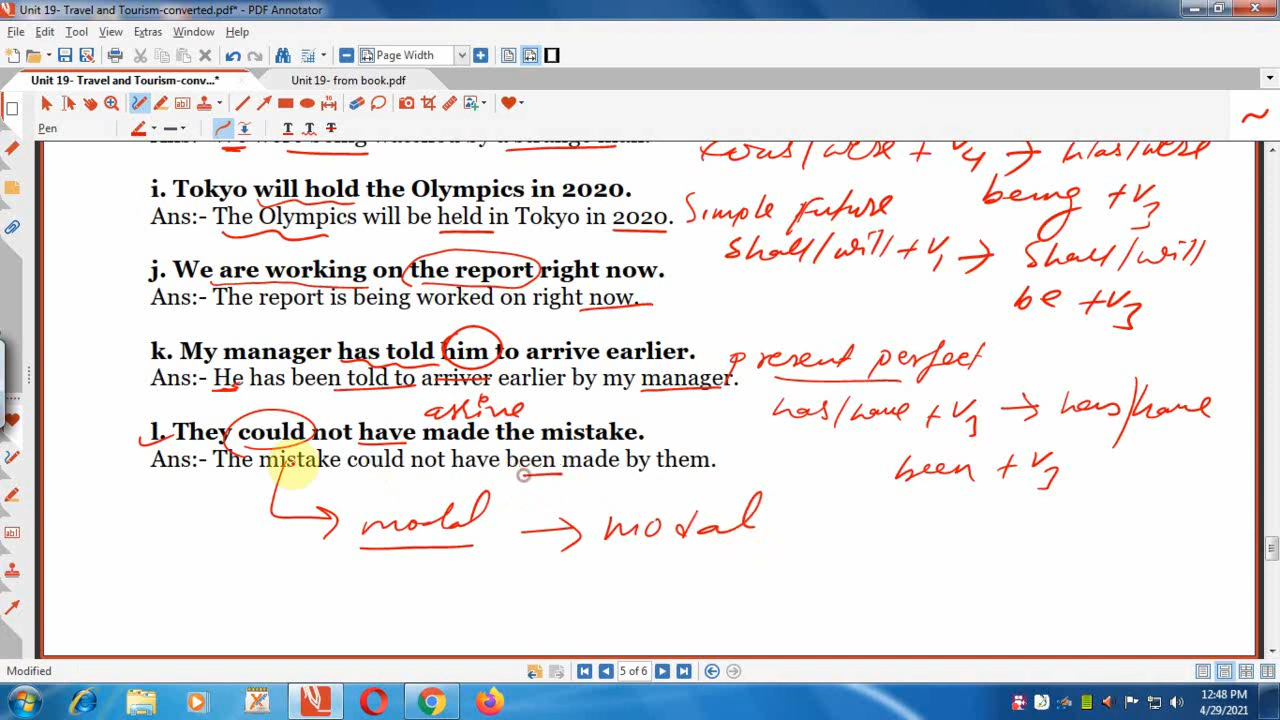 Unit 19- Travel and Tourism-converted.pdf* - PDF Annotator
File Edit Tool View Extras Window Help
Page Width
Unit 19- Travel and Tourism-conv...* Unit 19- from book.pdf
Pen
+ V4 →
being + V3
i. Tokyo will hold the Olympics in 2020.
Ans:- The Olympics will be held in Tokyo in 2020.
Simple future
shall/will + V1 → Shall/will
be + V3
j. We are working on the report right now.
Ans:- The report is being worked on right now.
k. My manager has told him to arrive earlier.
Ans:- He has been told to arriver earlier by my manager.
arrive
present perfect
has/have + V3 → has/have
been + V3
l. They could not have made the mistake.
Ans:- The mistake could not have been made by them.
modal → modal
5 of 6
Modified
12:48 PM
4/29/2021